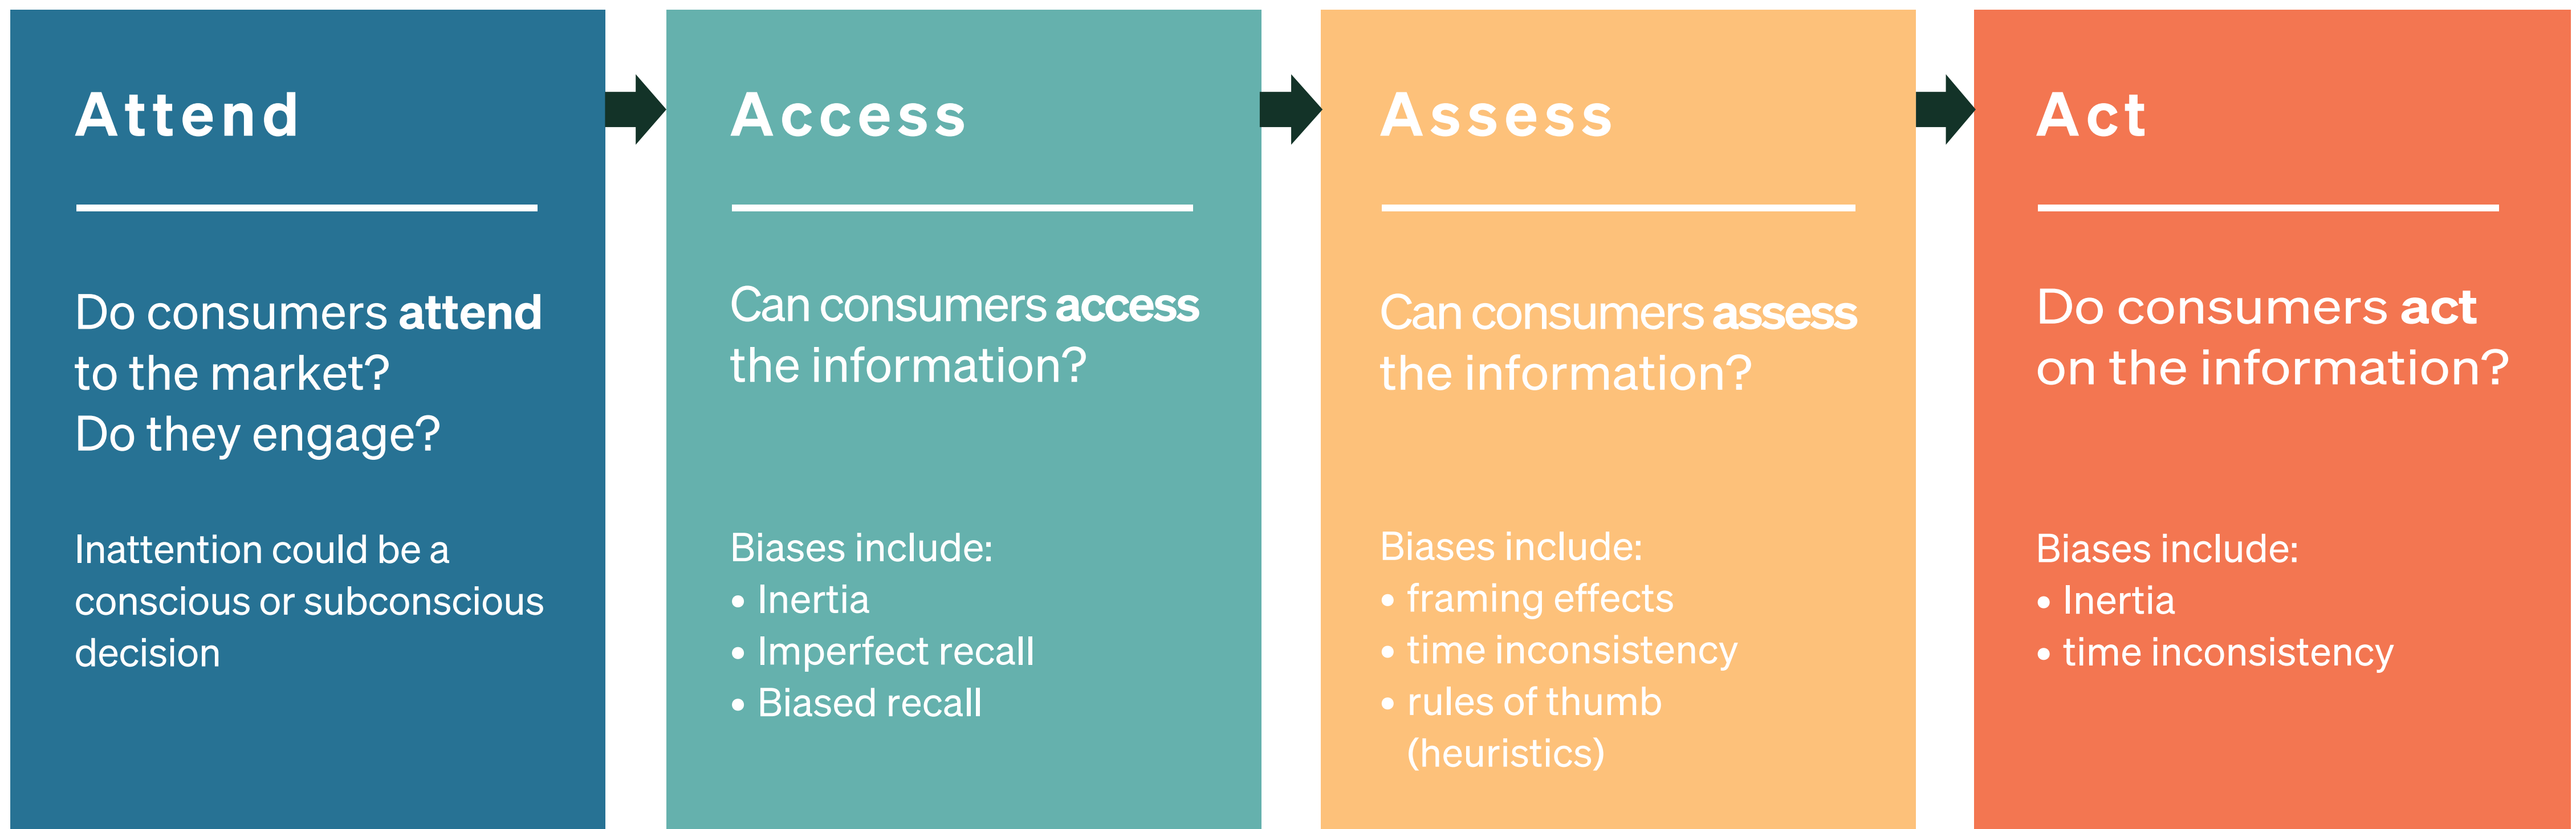 Attend
Do consumers attend
to the market?
Do they engage?
Inattention could be a
conscious or subconscious
decision
Access
Can consumers access
the information?
Biases include:
• Inertia
• Imperfect recall
• Biased recall
Assess
Can consumers assess
the information?
Biases include:
• framing effects
• time inconsistency
• rules of thumb
(heuristics)
Act
Do consumers act
on the information?
Biases include:
• Inertia
• time inconsistency